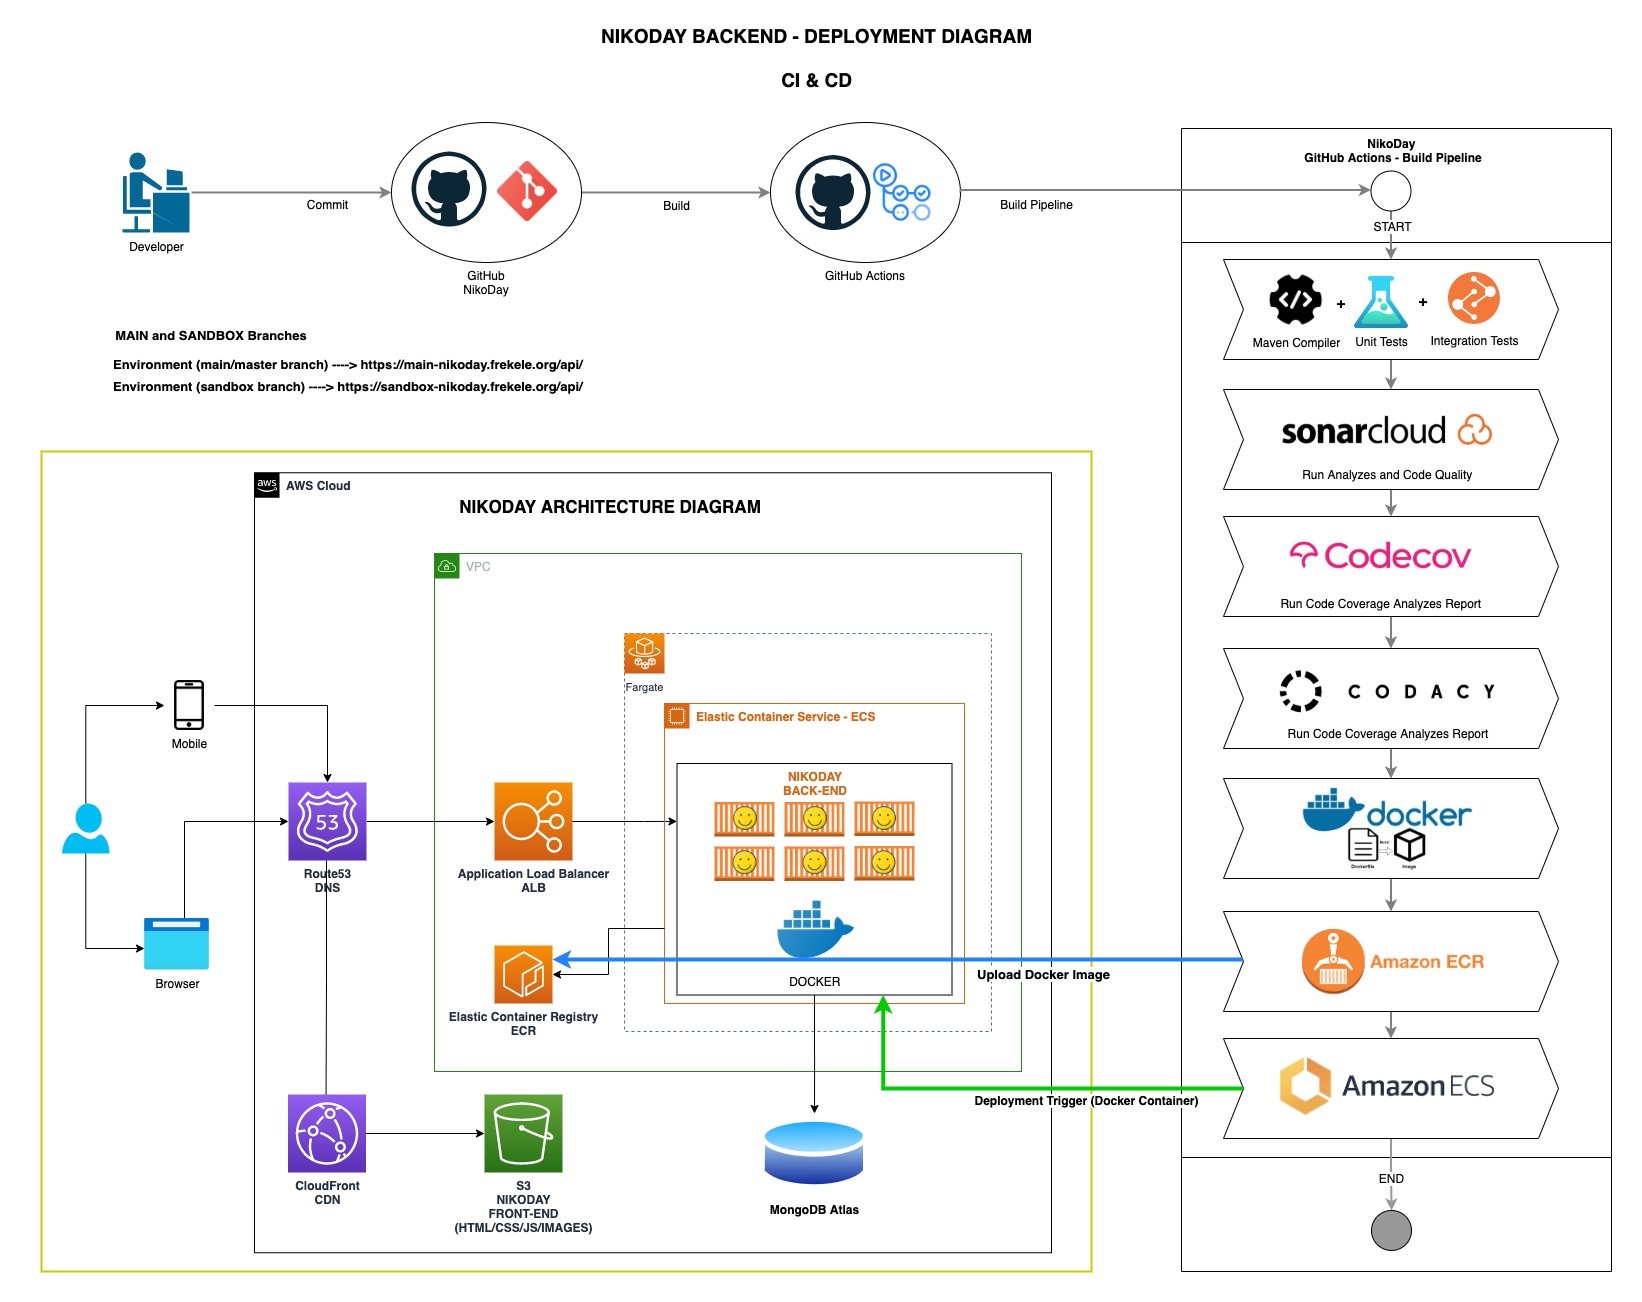 NIKODAY BACKEND - DEPLOYMENT DIAGRAM
CI & CD
Developer
Commit
GitHub
NikoDay
Build
GitHub Actions
Build Pipeline
NikoDay
GitHub Actions - Build Pipeline
START
Maven Compiler
+
Unit Tests
+
Integration Tests
sonarcloud
Run Analyzes and Code Quality
Codecov
Run Code Coverage Analyzes Report
CODACY
Run Code Coverage Analyzes Report
docker
Dockerfile
Build
Image
Amazon ECR
Amazon ECS
END
MAIN and SANDBOX Branches
Environment (main/master branch) ----> https://main-nikoday.frekele.org/api/
Environment (sandbox branch) ----> https://sandbox-nikoday.frekele.org/api/
aws
AWS Cloud
NIKODAY ARCHITECTURE DIAGRAM
VPC
Fargate
Elastic Container Service - ECS
NIKODAY
BACK-END
DOCKER
Mobile
Browser
53
Route53
DNS
Application Load Balancer
ALB
Elastic Container Registry
ECR
Upload Docker Image
Deployment Trigger (Docker Container)
CloudFront
CDN
S3
NIKODAY
FRONT-END
(HTML/CSS/JS/IMAGES)
MongoDB Atlas